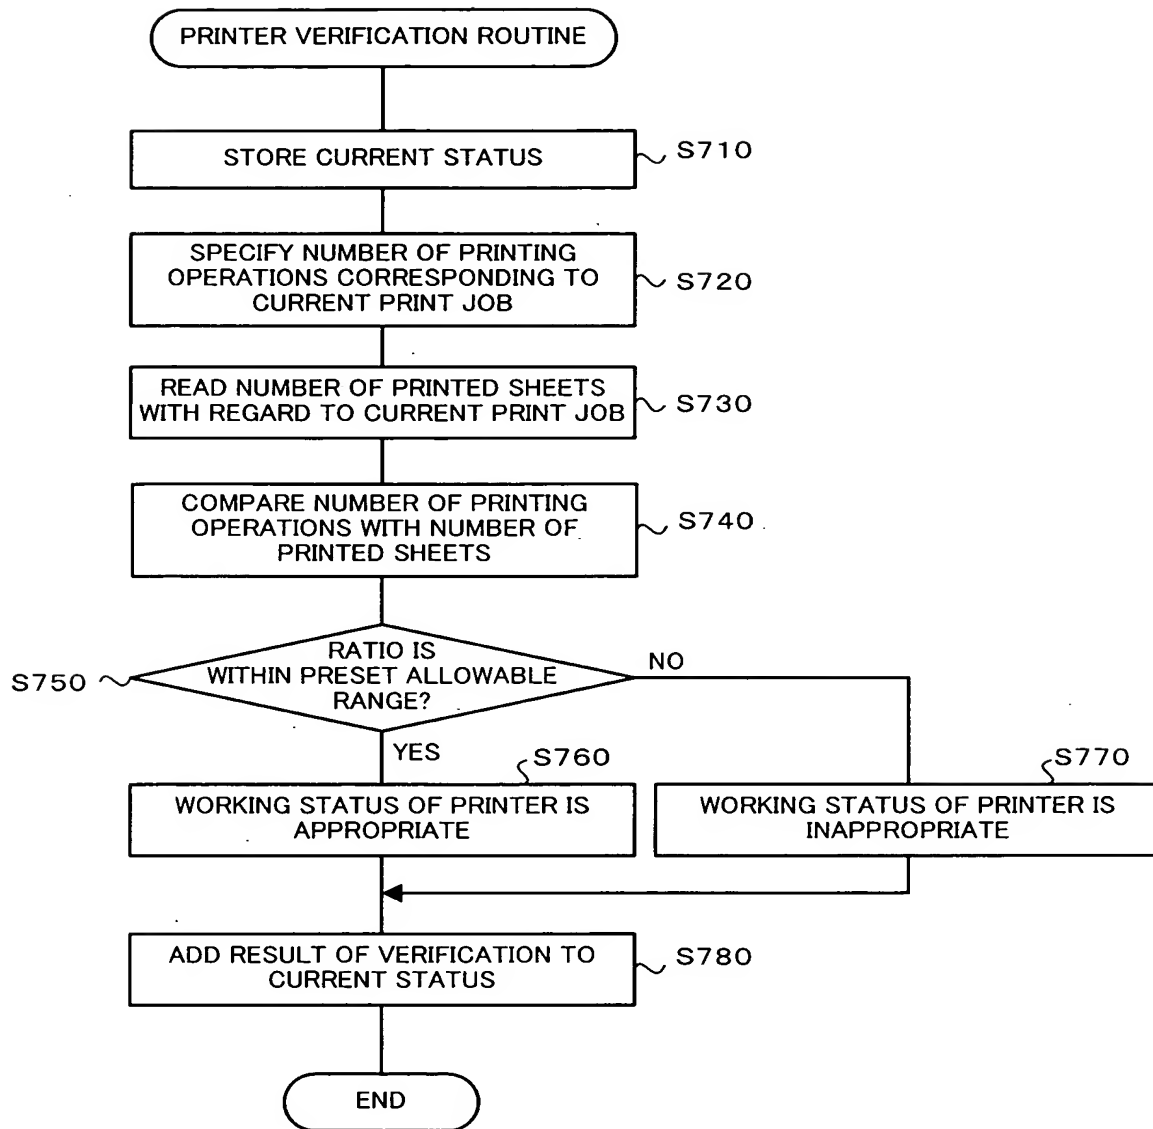 PRINTER VERIFICATION ROUTINE
STORE CURRENT STATUS
S710
SPECIFY NUMBER OF PRINTING
OPERATIONS CORRESPONDING TO
CURRENT PRINT JOB
S720
READ NUMBER OF PRINTED SHEETS
WITH REGARD TO CURRENT PRINT JOB
S730
COMPARE NUMBER OF PRINTING
OPERATIONS WITH NUMBER OF
PRINTED SHEETS
S740
RATIO IS
WITHIN PRESET ALLOWABLE
RANGE?
S750
NO
YES
S760
WORKING STATUS OF PRINTER IS
APPROPRIATE
S770
WORKING STATUS OF PRINTER IS
INAPPROPRIATE
ADD RESULT OF VERIFICATION TO
CURRENT STATUS
S780
END